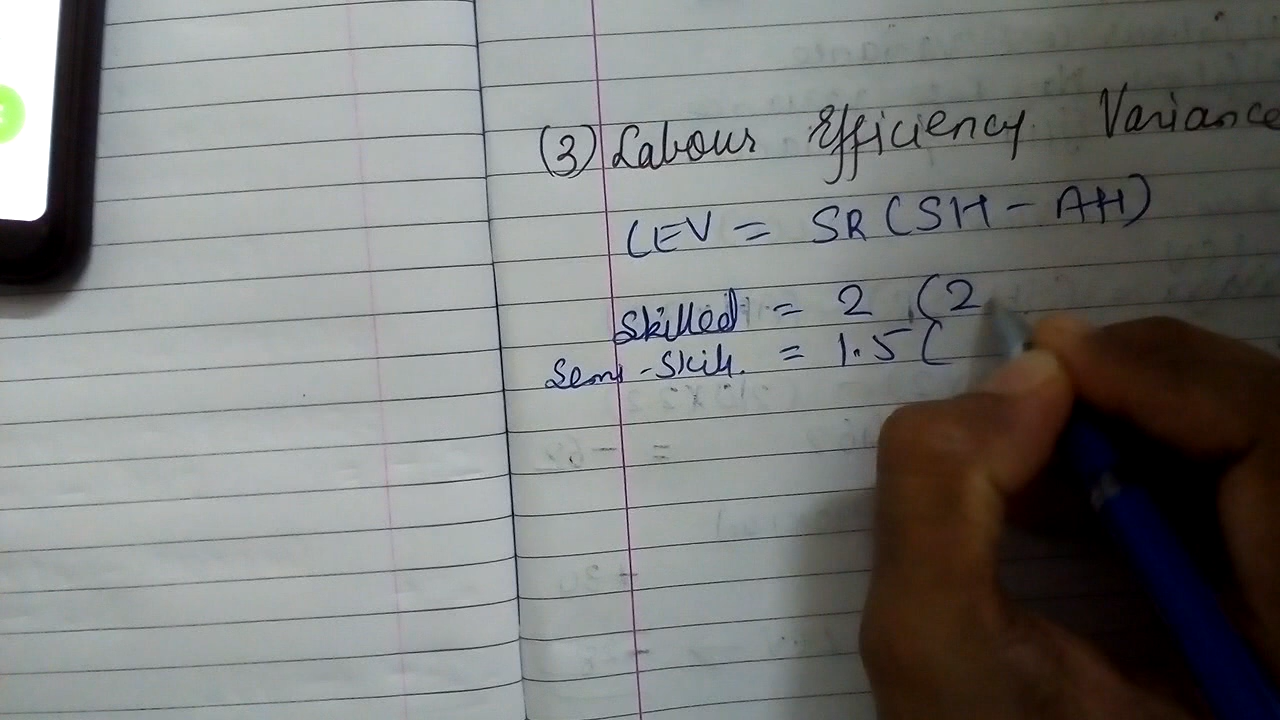 (3) Labour Efficiency Variance
LEV = SR (SH - AH)
Skilled = 2 (2
Semi-Skill. = 1.5 (